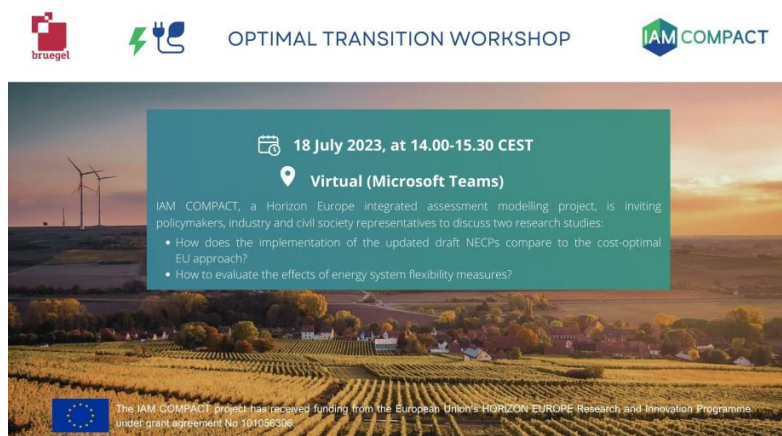 bruegel
OPTIMAL TRANSITION WORKSHOP
IAM COMPACT
18 July 2023, at 14.00-15.30 CEST
Virtual (Microsoft Teams)
IAM COMPACT, a Horizon Europe integrated assessment modelling project, is inviting
policymakers, industry and civil society representatives to discuss two research studies:
• How does the implementation of the updated draft NECPs compare to the cost-optimal
EU approach?
• How to evaluate the effects of energy system flexibility measures?
The IAM COMPACT project has received funding from the European Union's HORIZON EUROPE Research and Innovation Programme
under grant agreement No 101056306.